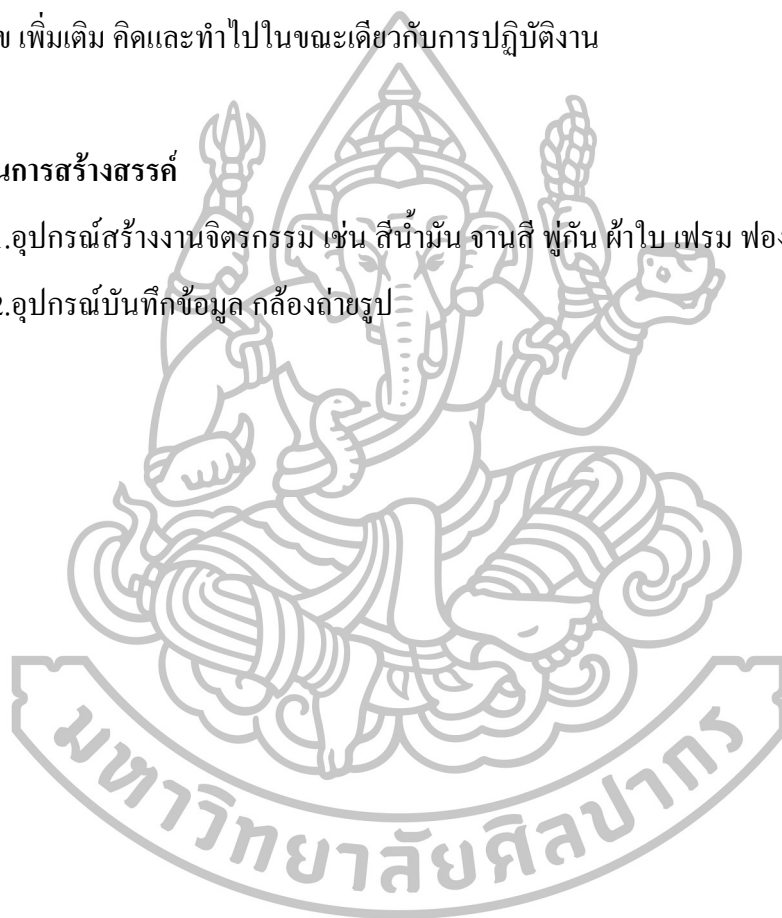 เพิ่มเติม คิดและทำไปในขณะเดียวกับการปฏิบัติงาน
การสร้างสรรค์
.อุปกรณ์สร้างงานจิตรกรรม เช่น สีน้ำมัน จานสี พู่กัน ผ้าใบ เฟรม
2.อุปกรณ์บันทึกข้อมูล กล้องถ่ายรูป
มหาวิทยาลัยศิลปากร